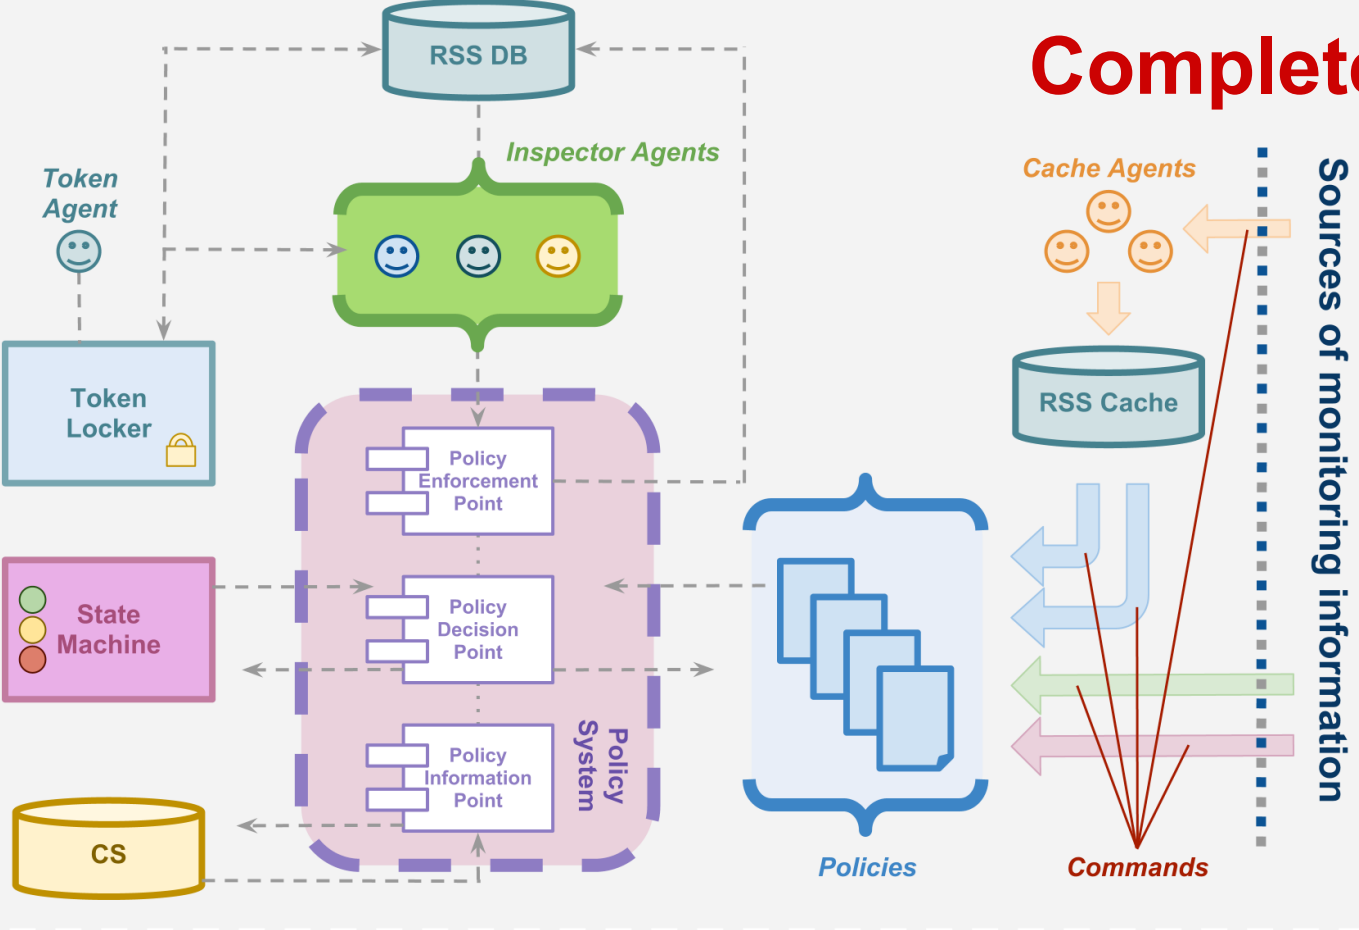 RSS DB
Complete
Inspector Agents
Token
Agent
Cache Agents
Sources of monitoring information
Token
Locker
RSS Cache
Policy
Enforcement
Point
State
Machine
Policy
Decision
Point
Policy
System
Policy
Information
Point
CS
Policies
Commands